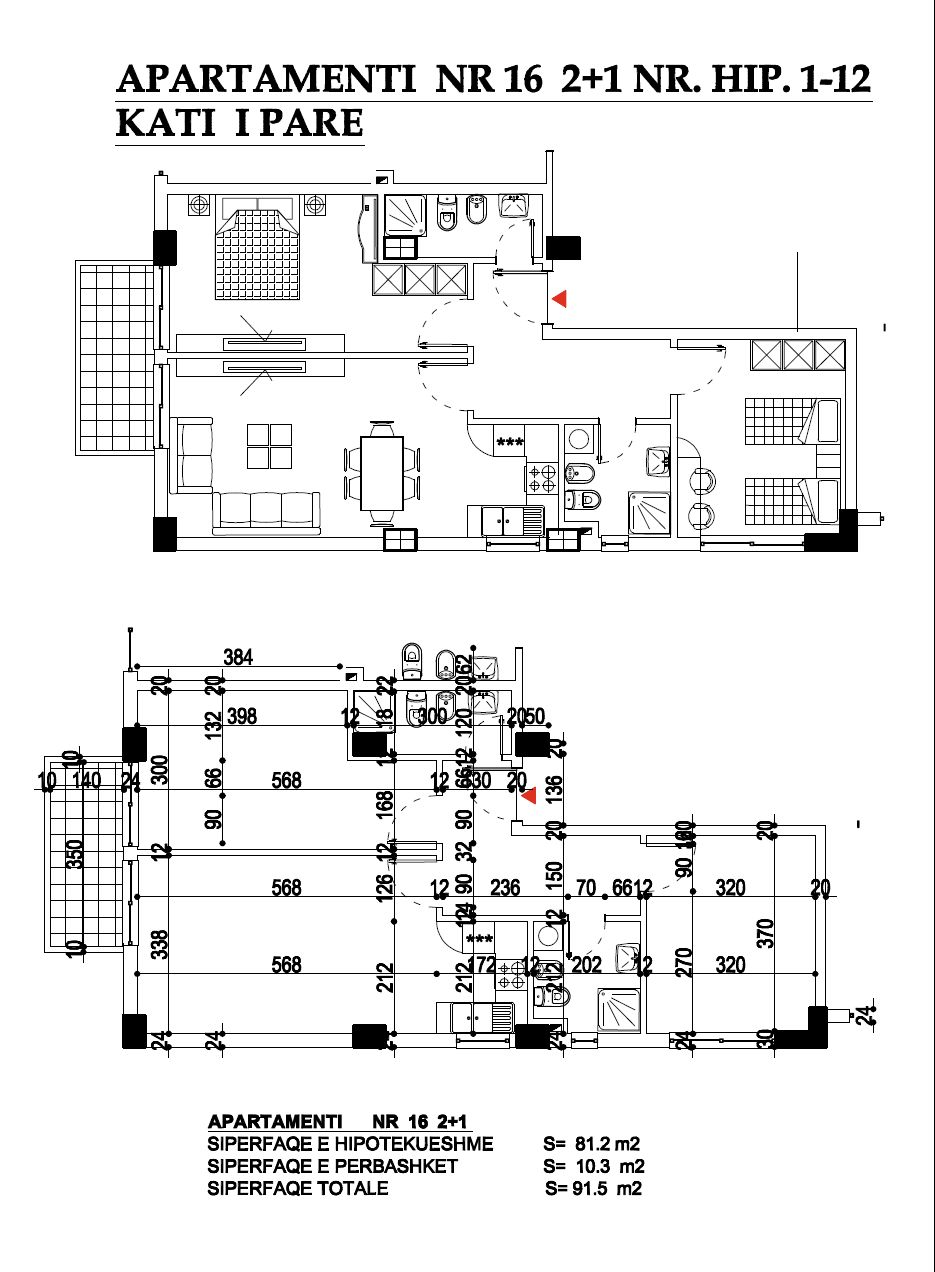 APARTAMENTI NR 16 2+1 NR. HIP. 1-12
KATI I PARE
***
384
20 20 22 20 62
398 12 300 20 50
132 18 120
10 300 12 12 20
10 140 24 568 66 12 20 136
90 168 90 20 160 20
350 12 12 32 90
568 126 12 90 236 150 70 66 12 320 20
10 338 12 370
568 212 *** 172 212 12 212 202 12 270 320
24 24 24 24 30 24
APARTAMENTI NR 16 2+1
SIPERFAQE E HIPOTEKUESHME S= 81.2 m2
SIPERFAQE E PERBASHKET S= 10.3 m2
SIPERFAQE TOTALE S= 91.5 m2